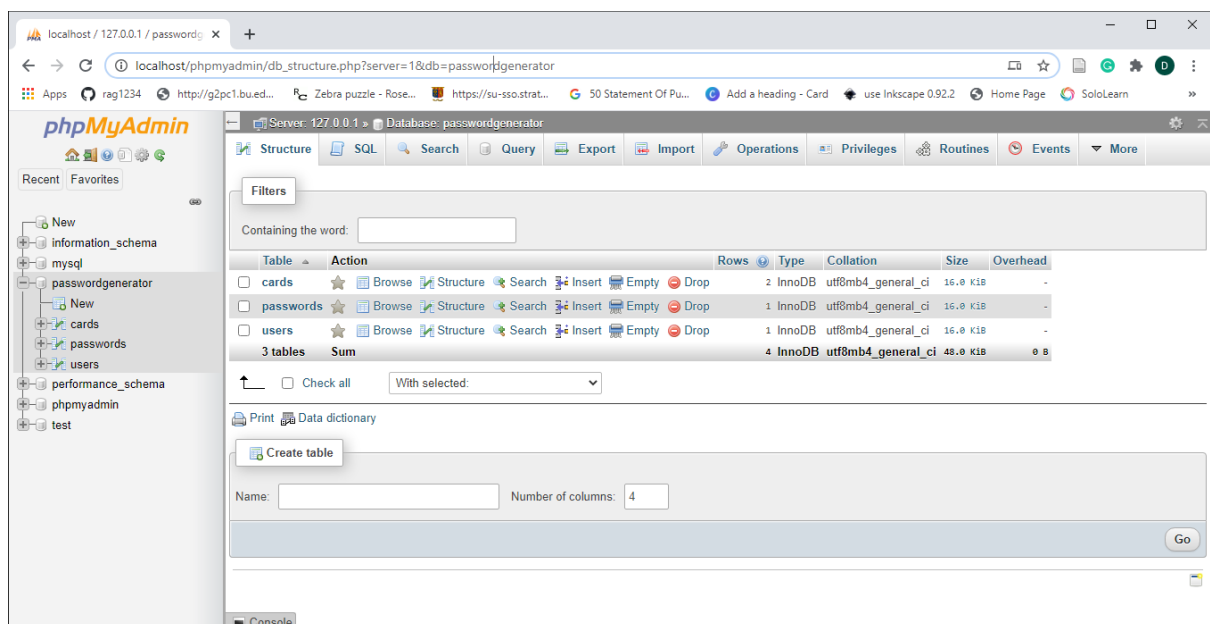 localhost / 127.0.0.1 / passwordg
localhost/phpmyadmin/db_structure.php?server=1&db=passwordgenerator
D
Apps rag1234 http://g2pc1.bu.ed... Zebra puzzle - Rose... https://su-sso.strat... 50 Statement Of Pu... Add a heading - Card use Inkscape 0.92.2 Home Page SoloLearn »
phpMyAdmin
Recent Favorites
New
information_schema
mysql
passwordgenerator
New
cards
passwords
users
performance_schema
phpmyadmin
test
Server: 127.0.0.1 » Database: passwordgenerator
Structure SQL Search Query Export Import Operations Privileges Routines Events More
Filters
Containing the word:
Table Action Rows Type Collation Size Overhead
cards Browse Structure Search Insert Empty Drop 2 InnoDB utf8mb4_general_ci 16.0 KiB -
passwords Browse Structure Search Insert Empty Drop 1 InnoDB utf8mb4_general_ci 16.0 KiB -
users Browse Structure Search Insert Empty Drop 1 InnoDB utf8mb4_general_ci 16.0 KiB -
3 tables Sum 4 InnoDB utf8mb4_general_ci 48.0 KiB 0 B
Check all With selected:
Print Data dictionary
Create table
Name: Number of columns: 4
Go
Console